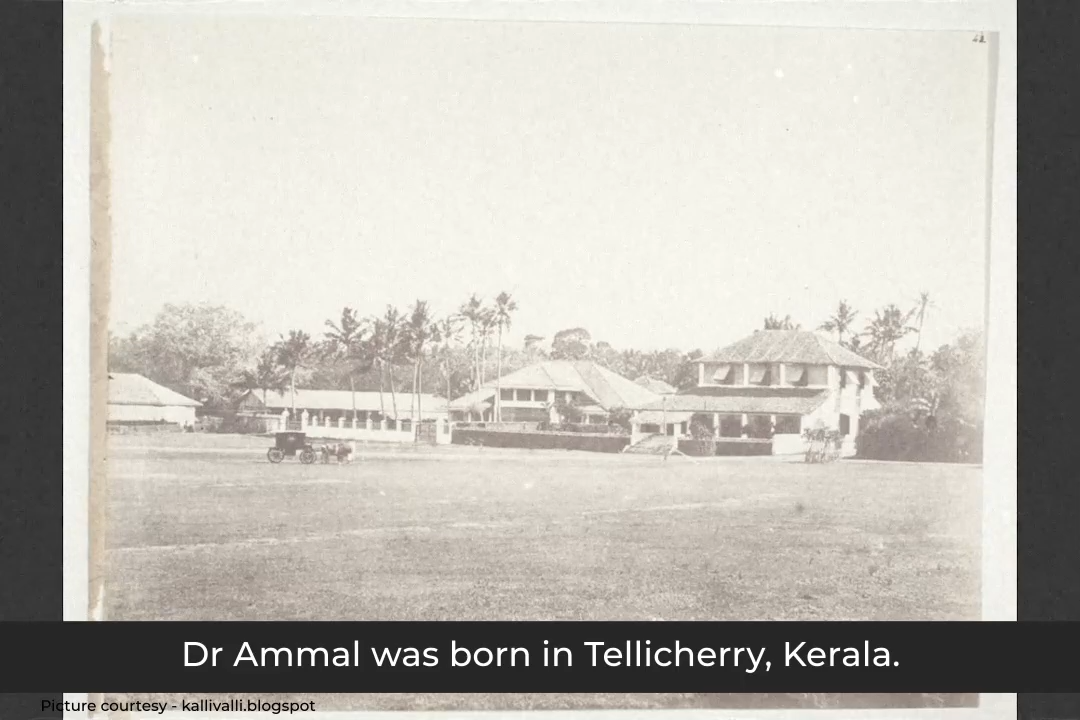 Dr Ammal was born in Tellicherry, Kerala.
Picture courtesy - kallivalli.blogspot